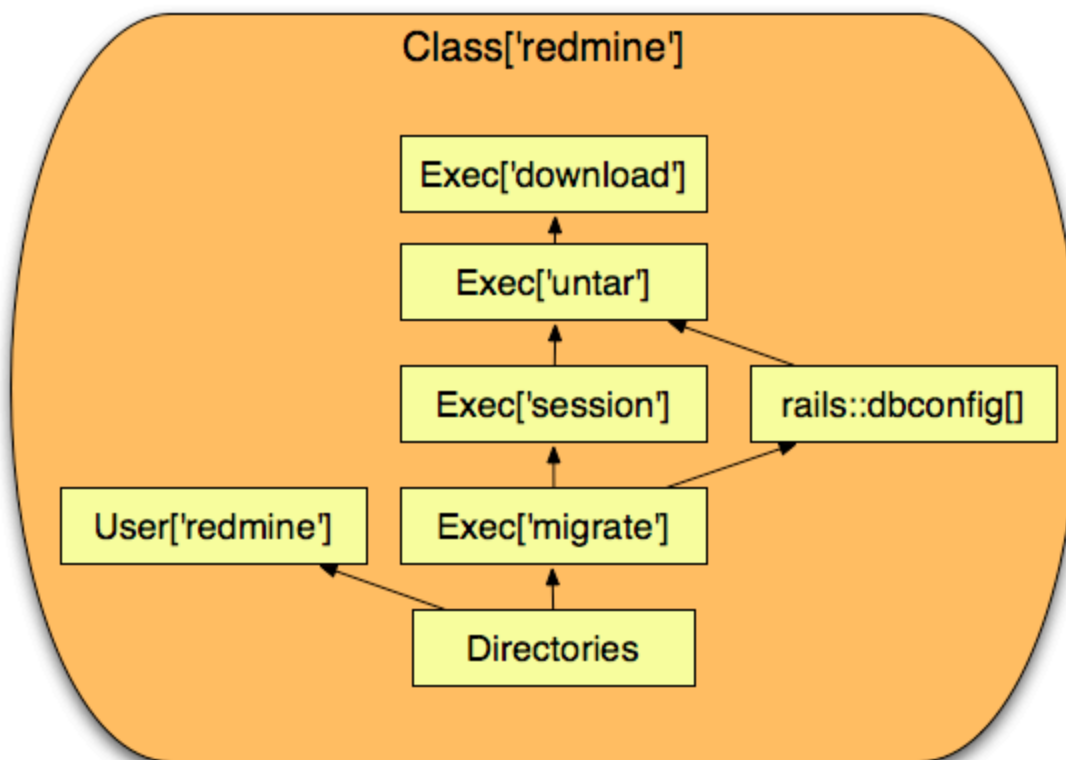 Class['redmine']
Exec['download']
Exec['untar']
Exec['session']
rails::dbconfig[]
User['redmine']
Exec['migrate']
Directories